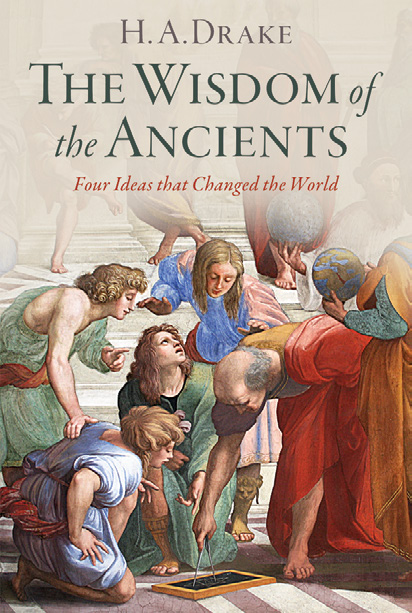 H. A. DRAKE
THE WISDOM of
the ANCIENTS
Four Ideas that Changed the World